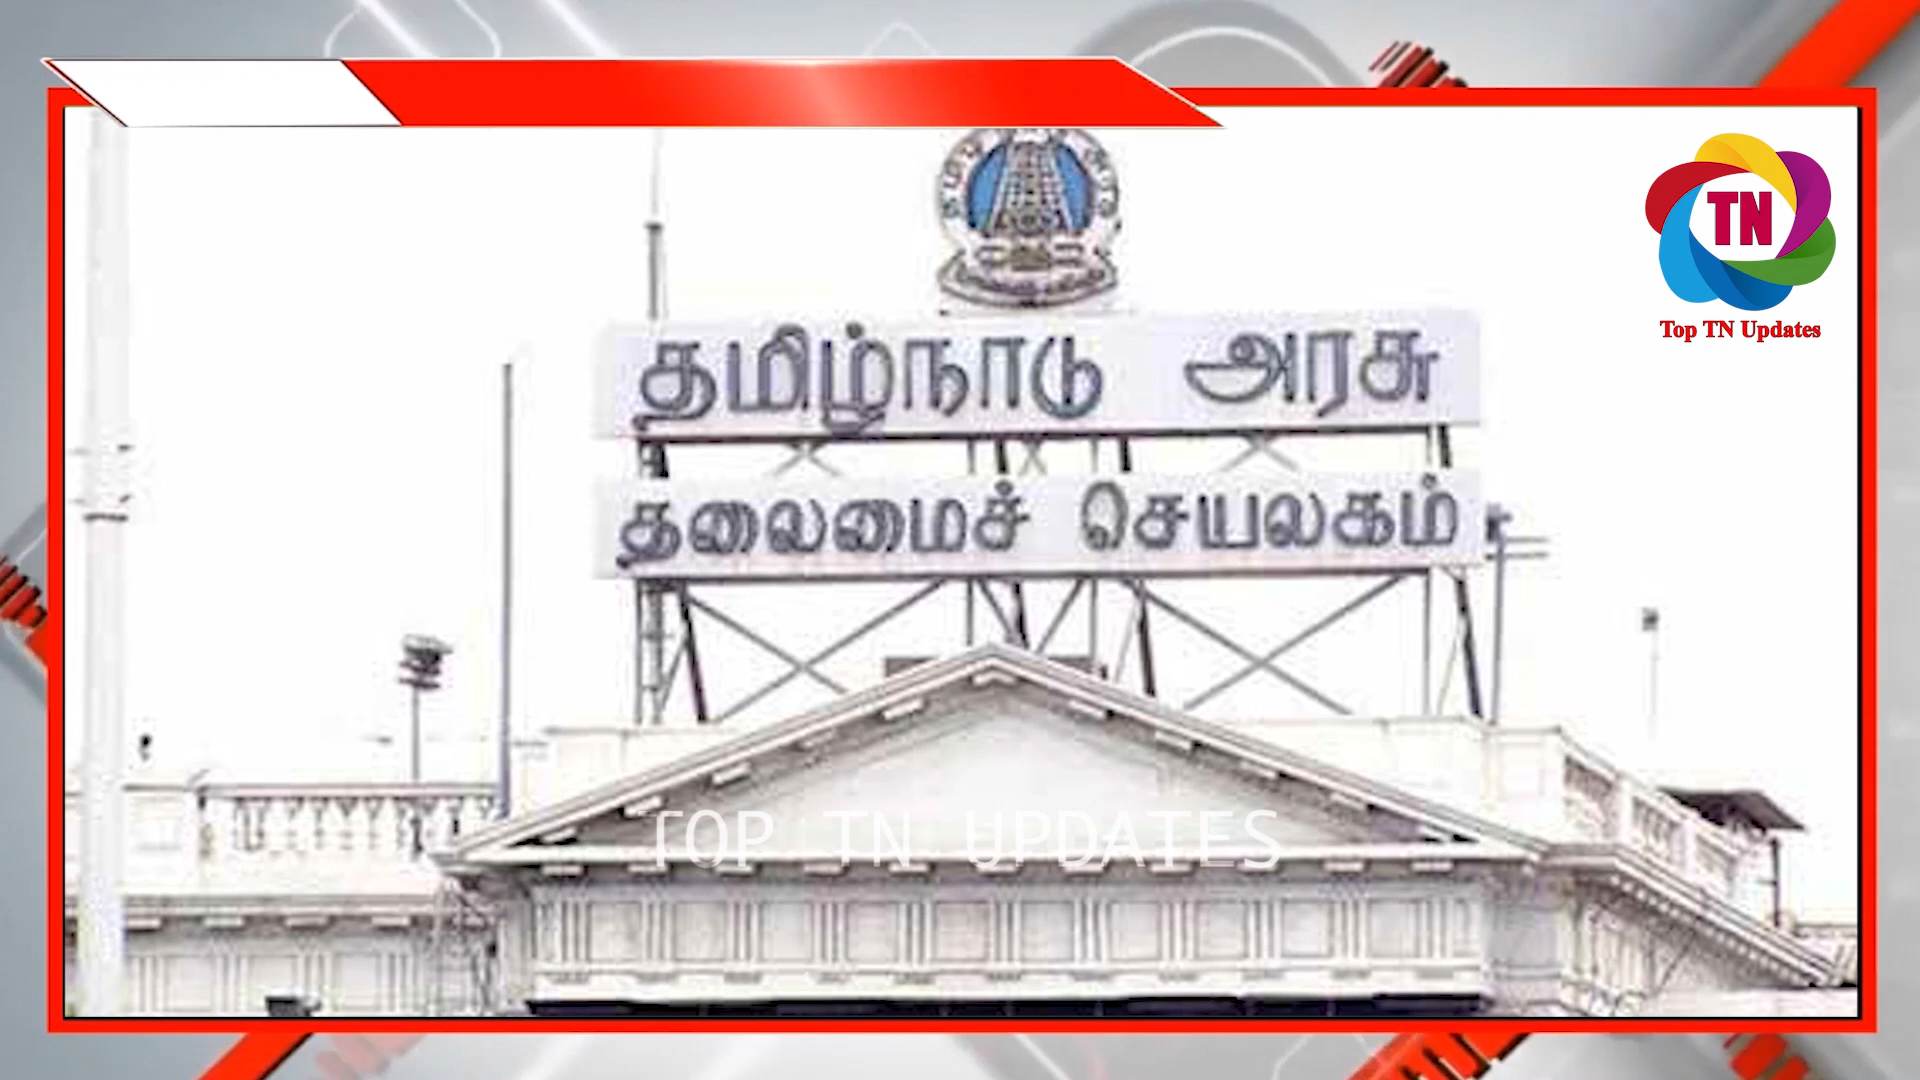 TN
Top TN Updates
தமிழ்நாடு அரசு
தலைமைச் செயலகம்
TOP TN UPDATES